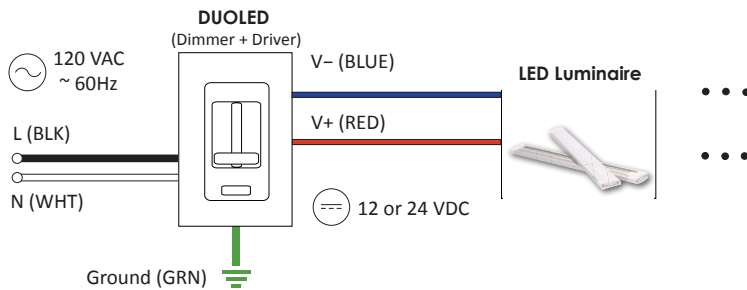 DUOLED
(Dimmer + Driver)
120 VAC
~ 60Hz
V− (BLUE)
LED Luminaire
L (BLK)
V+ (RED)
N (WHT)
12 or 24 VDC
Ground (GRN)